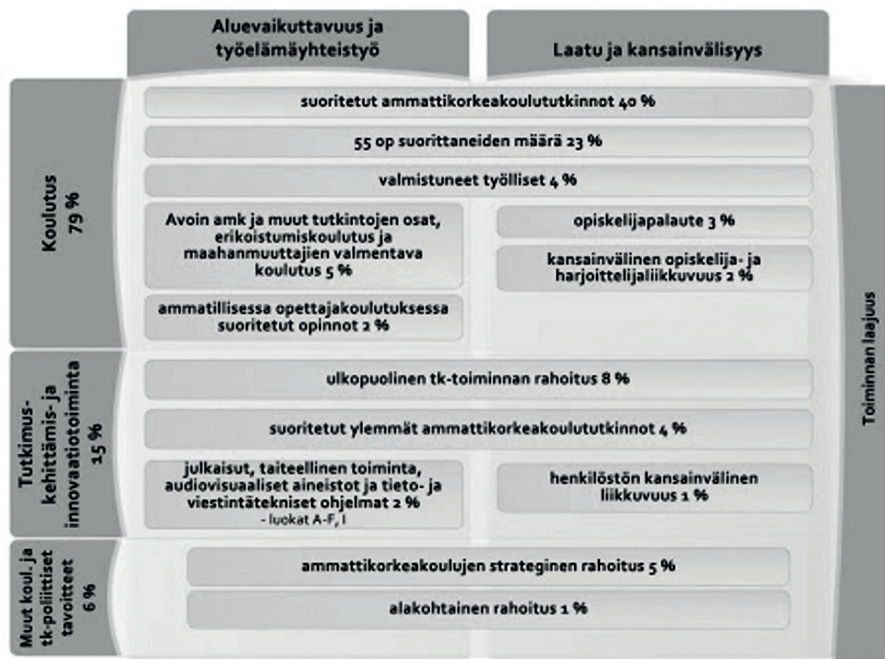 Aluevaikuttavuus ja
työelämäyhteistyö
Laatu ja kansainvälisyys
Koulutus
79 %
suoritetut ammattikorkeakoulututkinnot 40 %
55 op suorittaneiden määrä 23 %
valmistuneet työlliset 4 %
Avoin amk ja muut tutkintojen osat,
erikoistumiskoulutus ja
maahanmuuttajien valmentava
koulutus 5 %
opiskelijapalaute 3 %
kansainvälinen opiskelija- ja
harjoittelijaliikkuvuus 2 %
ammatillisessa opettajakoulutuksessa
suoritetut opinnot 2 %
Tutkimus-
kehittämis- ja
innovaatiotoiminta
15 %
ulkopuolinen tk-toiminnan rahoitus 8 %
suoritetut ylemmät ammattikorkeakoulututkinnot 4 %
julkaisut, taiteellinen toiminta,
audiovisuaaliset aineistot ja tieto- ja
viestintätekniset ohjelmat 2 %
- luokat A-F, I
henkilöstön kansainvälinen
liikkuvuus 1 %
Muut koul. ja
tk-poliittiset
tavoitteet
6 %
ammattikorkeakoulujen strateginen rahoitus 5 %
alakohtainen rahoitus 1 %
Toiminnan laajuus